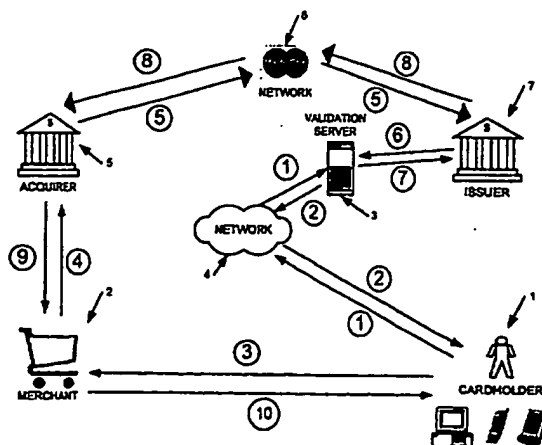 6
8
8
7
NETWORK
5
5
VALIDATION
SERVER
6
S
S
1
7
5
ACQUIRER
ISSUER
2
3
NETWORK
4
9
4
2
2
1
1
3
MERCHANT
CARDHOLDER
10